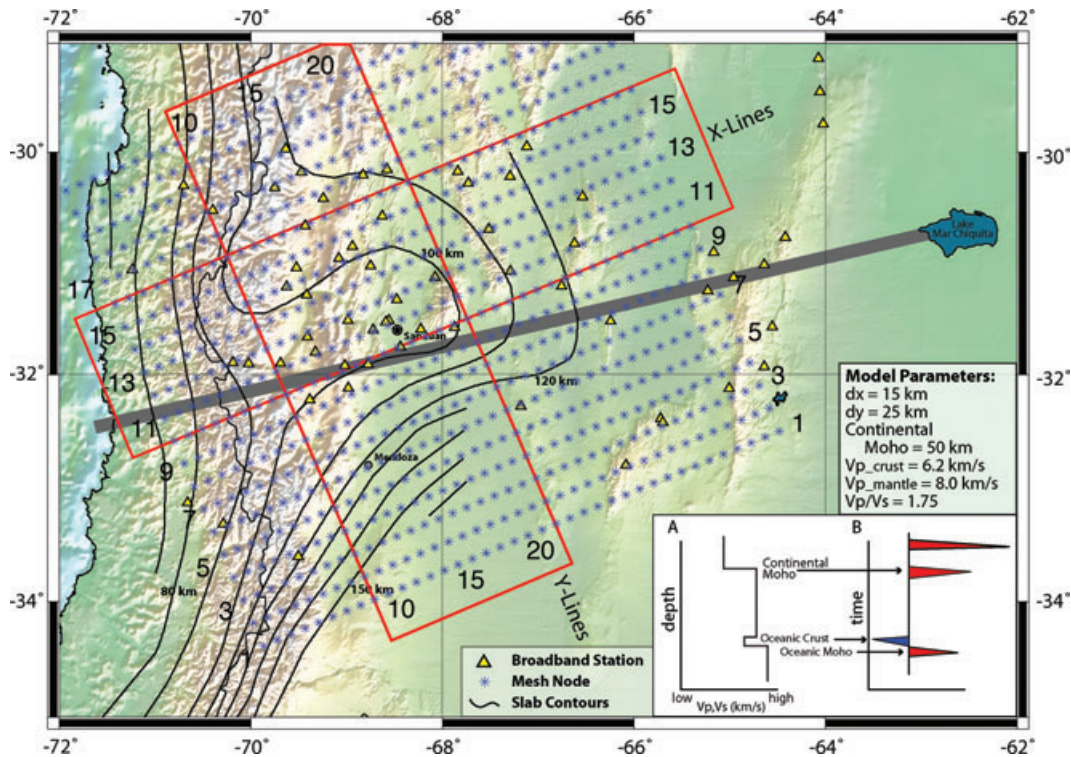 -72 -70 -68 -66 -64 -62
20
15
10
15
X-Lines
13
11
-30 -30
9
Lake
Mar Chiquita
100 km
17
7
15
San Juan
5
-32 -32
120 km
3
13
1
11
Mendoza
9
7
5
20
15
80 km
150 km
3
10
Y-Lines
-34 -34
Model Parameters:
dx = 15 km
dy = 25 km
Continental
Moho = 50 km
Vp_crust = 6.2 km/s
Vp_mantle = 8.0 km/s
Vp/Vs = 1.75
A B
Continental
Moho
depth
time
Oceanic Crust
Oceanic Moho
low high
Vp,Vs (km/s)
Broadband Station
Mesh Node
Slab Contours
-72 -70 -68 -66 -64 -62